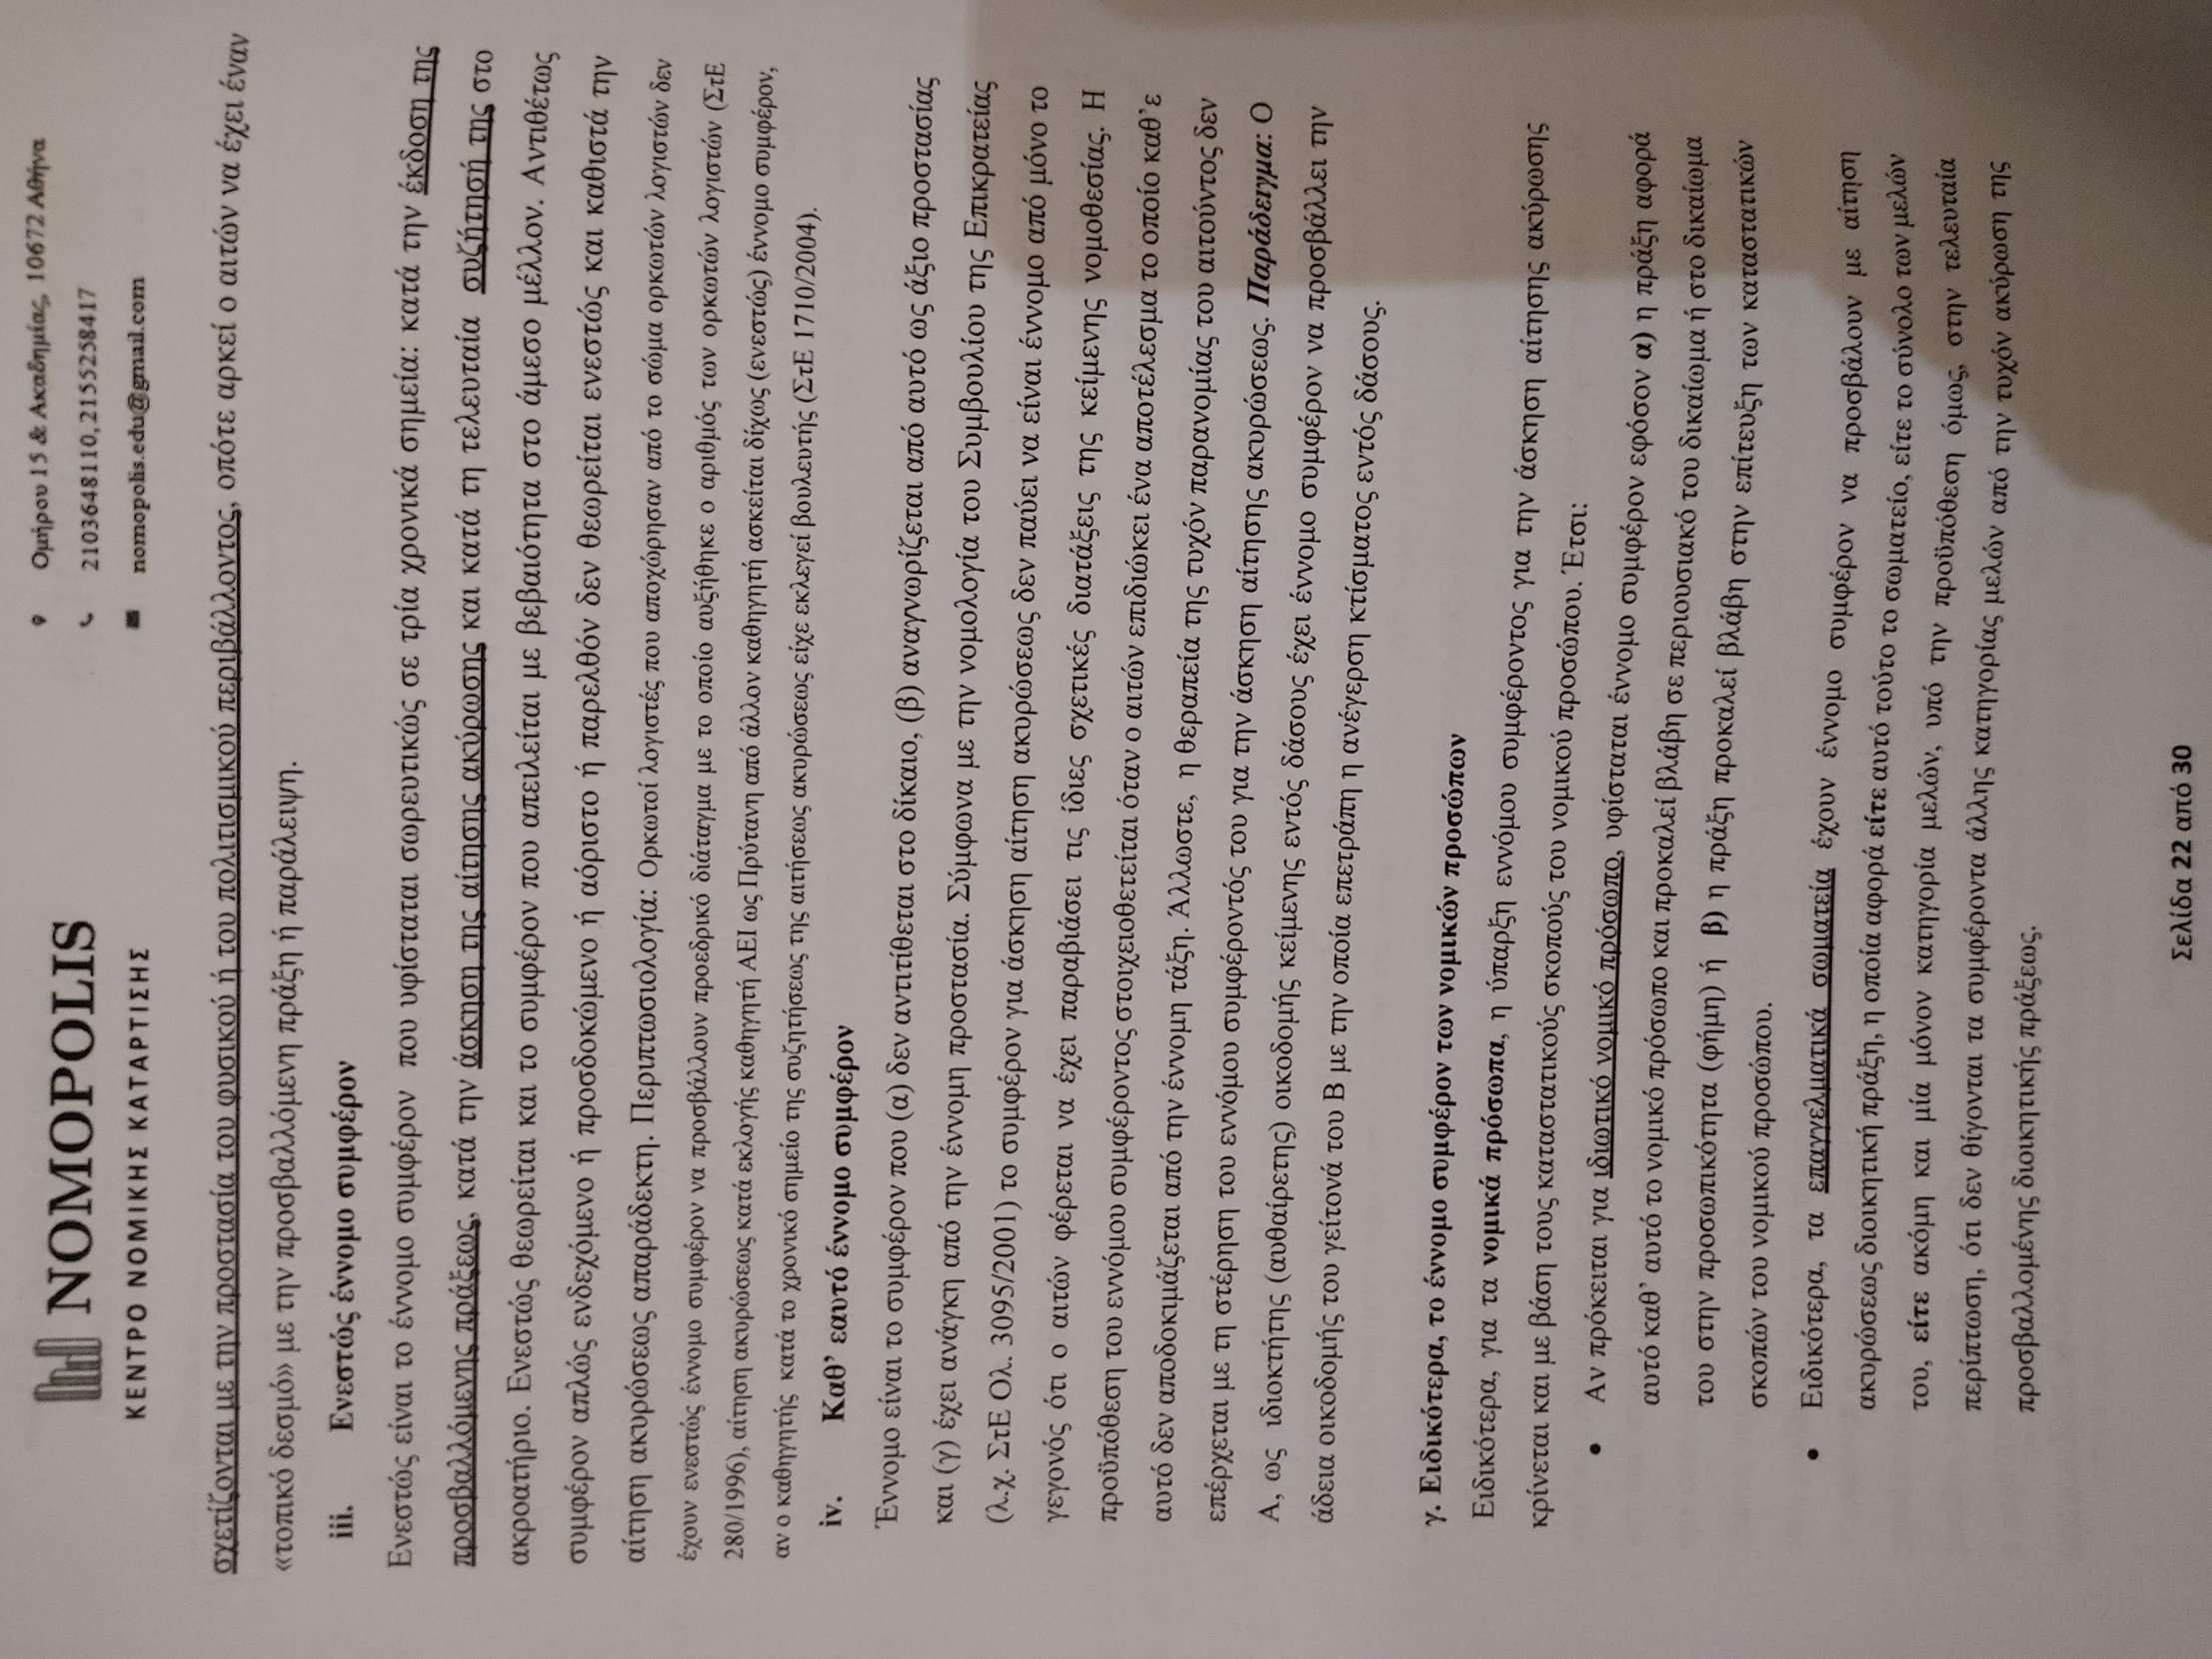 NOMOPOLIS
ΚΕΝΤΡΟ ΝΟΜΙΚΗΣ ΚΑΤΑΡΤΙΣΗΣ
Ομήρου 15 & Ακαδημίας, 10672 Αθήνα
2103648110, 2155258417
nomopolis.edu@gmail.com
σχετίζονται με την προστασία του φυσικού ή του πολιτισμικού περιβάλλοντος, οπότε αρκεί ο αιτών να έχει έναν
«τοπικό δεσμό» με την προσβαλλόμενη πράξη ή παράλειψη.
iii. Ενεστώς έννομο συμφέρον
Ενεστώς είναι το έννομο συμφέρον που υφίσταται σωρευτικώς σε τρία χρονικά σημεία: κατά την έκδοση της
προσβαλλόμενης πράξεως, κατά την άσκηση της αίτησης ακύρωσης και κατά τη τελευταία συζήτησή της στο
ακροατήριο. Ενεστώς θεωρείται και το συμφέρον που απειλείται με βεβαιότητα στο άμεσο μέλλον. Αντιθέτως
συμφέρον απλώς ενδεχόμενο ή προσδοκώμενο ή αόριστο ή παρελθόν δεν θεωρείται ενεστώς και καθιστά την
αίτηση ακυρώσεως απαράδεκτη. Περιπτωσιολογία: Ορκωτοί λογιστές που αποχώρησαν από το σώμα ορκωτών λογιστών δεν
έχουν ενεστώς έννομο συμφέρον να προσβάλλουν προεδρικό διάταγμα με το οποίο αυξήθηκε ο αριθμός των ορκωτών λογιστών (ΣτΕ
280/1996), αίτηση ακυρώσεως κατά εκλογής καθηγητή ΑΕΙ ως Πρύτανη από άλλον καθηγητή ασκείται δίχως (ενεστώς) έννομο συμφέρον,
αν ο καθηγητής κατά το χρονικό σημείο της συζητήσεως της αιτήσεως ακυρώσεως είχε εκλεγεί βουλευτής (ΣτΕ 1710/2004).
iv. Καθ’ εαυτό έννομο συμφέρον
Έννομο είναι το συμφέρον που (α) δεν αντιτίθεται στο δίκαιο, (β) αναγνωρίζεται από αυτό ως άξιο προστασίας
και (γ) έχει ανάγκη από την έννομη προστασία. Σύμφωνα με την νομολογία του Συμβουλίου της Επικρατείας
(λ.χ. ΣτΕ Ολ. 3095/2001) το συμφέρον για άσκηση αίτηση ακυρώσεως δεν παύει να είναι έννομο από μόνο το
γεγονός ότι ο αιτών φέρεται να έχει παραβιάσει τις ίδιες σχετικές διατάξεις της κείμενης νομοθεσίας. Η
προϋπόθεση του εννόμου συμφέροντος στοιχειοθετείται όταν ο αιτών επιδιώκει ένα αποτέλεσμα το οποίο καθ’ε
αυτό δεν αποδοκιμάζεται από την έννομη τάξη. Άλλωστε, η θεραπεία της τυχόν παρανομίας του αιτούντος δεν
επέρχεται με τη στέρηση του εννόμου συμφέροντός του για την άσκηση αίτησης ακυρώσεως. Παράδειγμα: Ο
Α, ως ιδιοκτήτης (αυθαίρετης) οικοδομής κείμενης εντός δάσους έχει έννομο συμφέρον να προσβάλλει την
άδεια οικοδομής του γείτονά του Β με την οποία επετράπη η ανέγερση κτίσματος εντός δάσους.
γ. Ειδικότερα, το έννομο συμφέρον των νομικών προσώπων
Ειδικότερα, για τα νομικά πρόσωπα, η ύπαρξη εννόμου συμφέροντος για την άσκηση αίτησης ακύρωσης
κρίνεται και με βάση τους καταστατικούς σκοπούς του νομικού προσώπου. Έτσι:
• Αν πρόκειται για ιδιωτικό νομικό πρόσωπο, υφίσταται έννομο συμφέρον εφόσον α) η πράξη αφορά
αυτό καθ’ αυτό το νομικό πρόσωπο και προκαλεί βλάβη σε περιουσιακό του δικαίωμα ή στο δικαίωμα
του στην προσωπικότητα (φήμη) ή β) η πράξη προκαλεί βλάβη στην επίτευξη των καταστατικών
σκοπών του νομικού προσώπου.
• Ειδικότερα, τα επαγγελματικά σωματεία έχουν έννομο συμφέρον να προσβάλουν με αίτηση
ακυρώσεως διοικητική πράξη, η οποία αφορά είτε αυτό τούτο το σωματείο, είτε το σύνολο των μελών
του, είτε ακόμη και μία μόνον κατηγορία μελών, υπό την προϋπόθεση όμως, στην τελευταία
περίπτωση, ότι δεν θίγονται τα συμφέροντα άλλης κατηγορίας μελών από την τυχόν ακύρωση της
προσβαλλομένης διοικητικής πράξεως.
Σελίδα 22 από 30